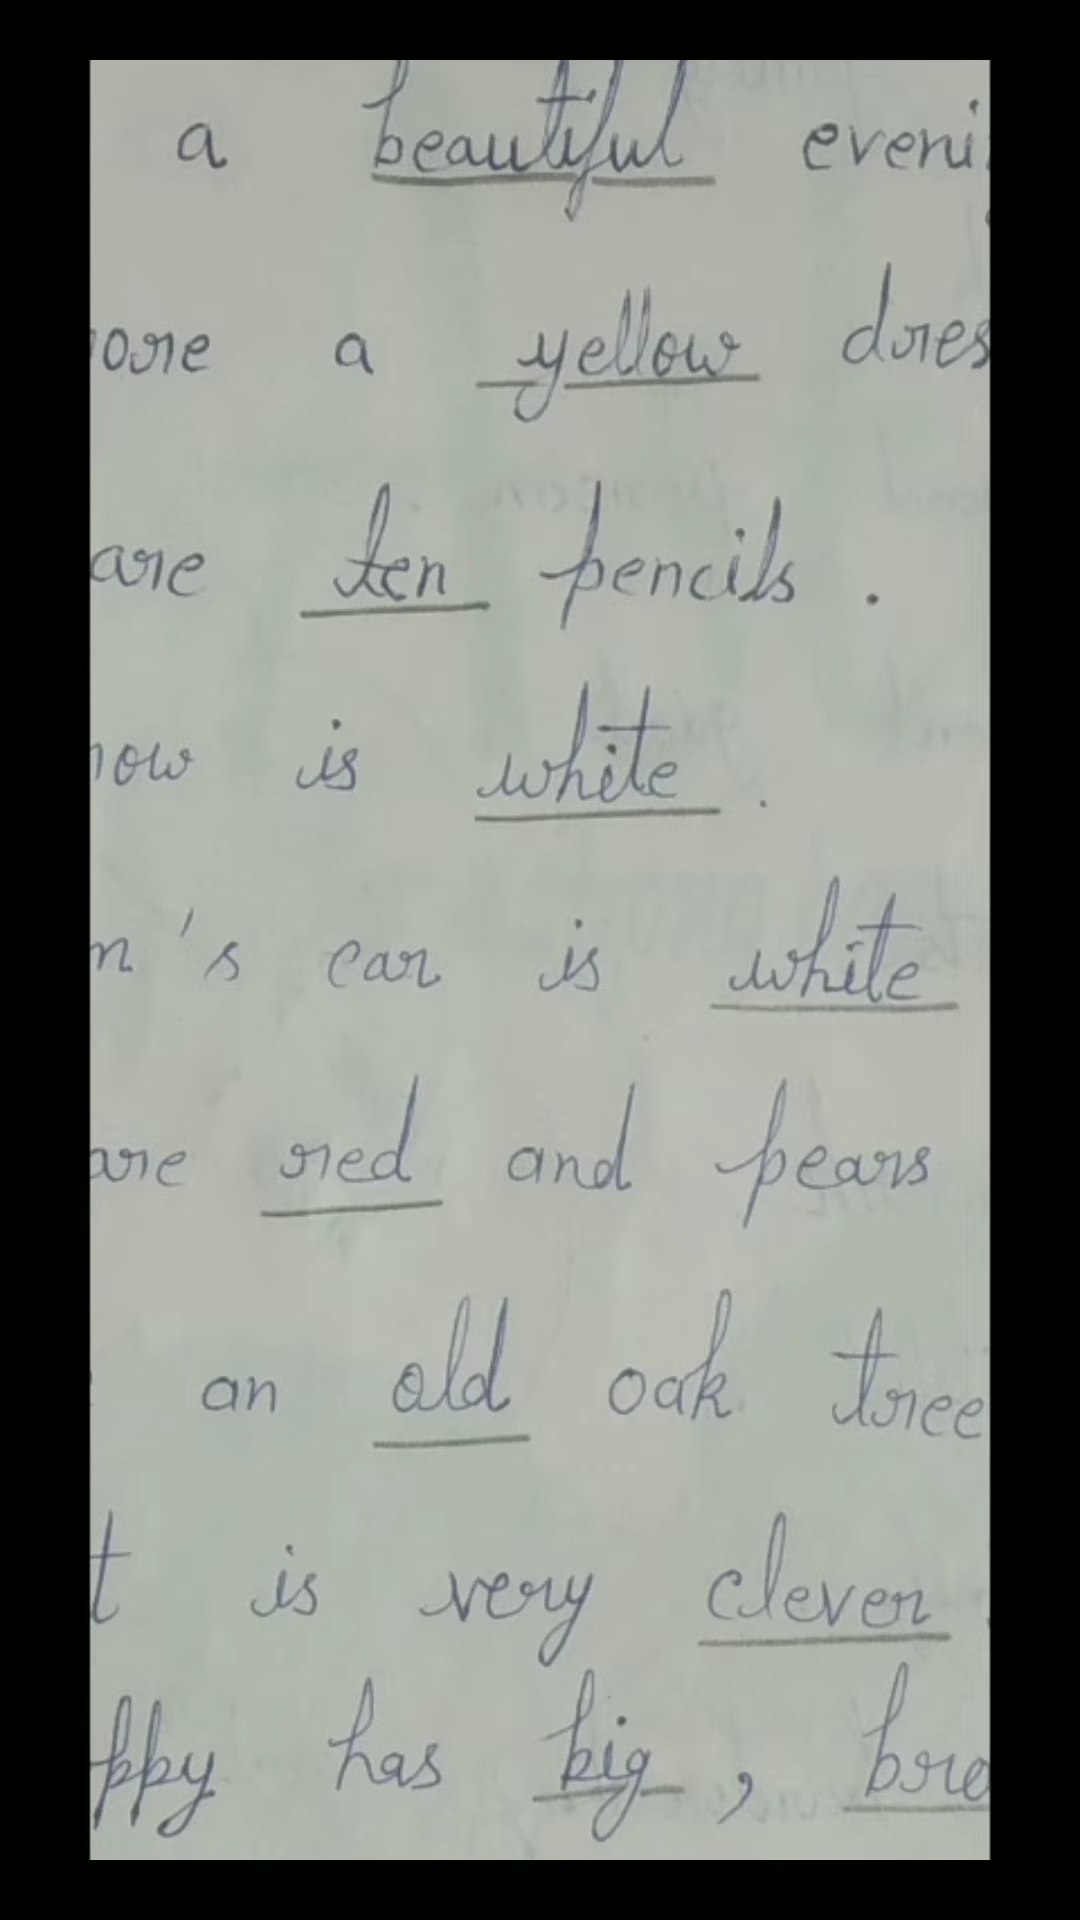 a beautiful eveni
ore a yellow dres
are ten pencils .
now is white .
n's car is white
are red and pears
an old oak tree
t is very clever
ppy has big , bro